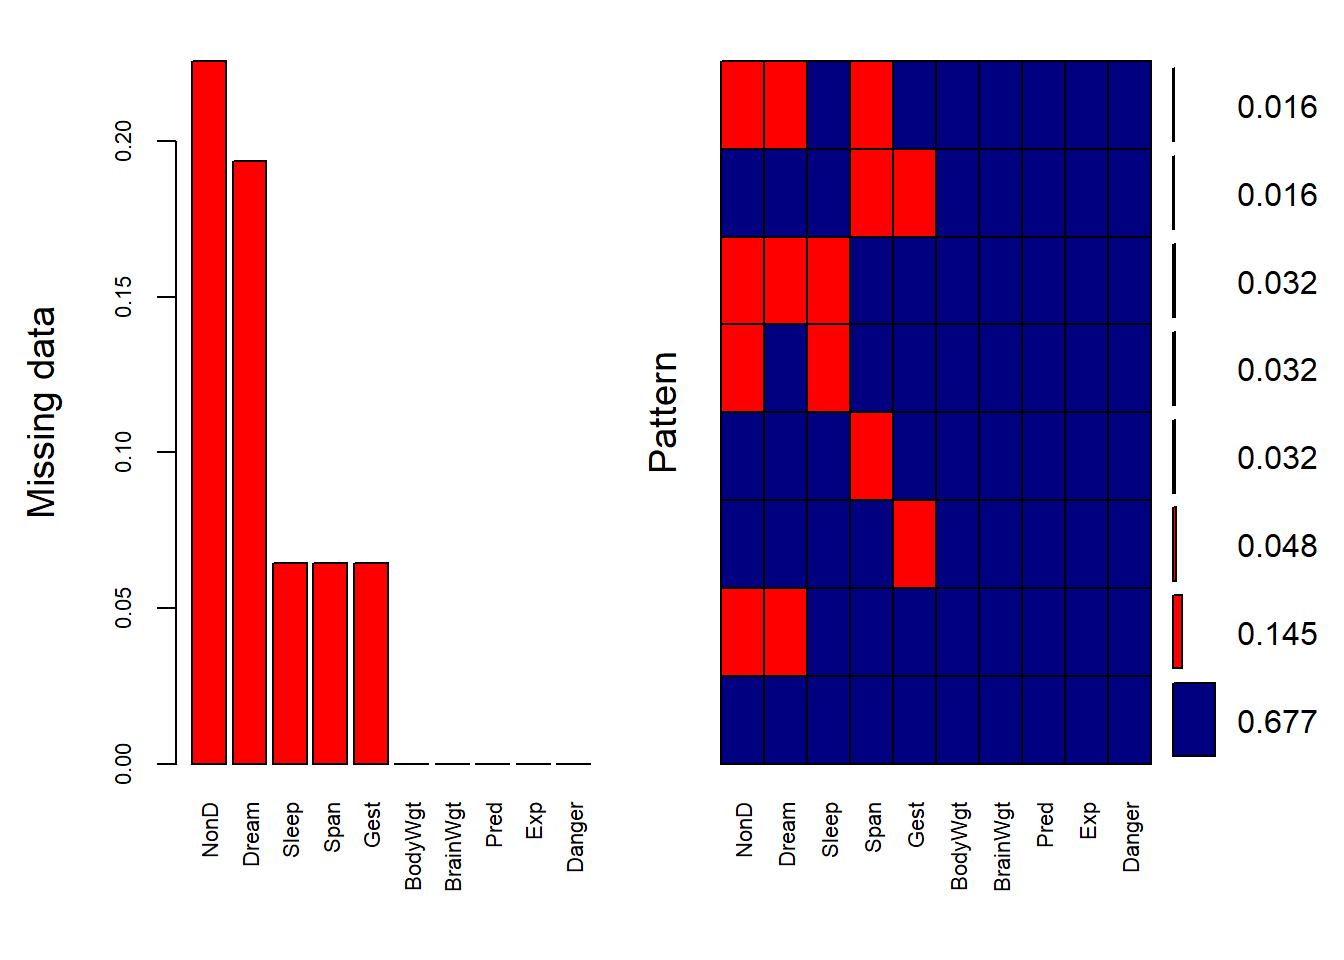 Missing data
0.20
0.15
0.10
0.05
0.00
NonD
Dream
Sleep
Span
Gest
BodyWgt
BrainWgt
Pred
Exp
Danger
Pattern
NonD
Dream
Sleep
Span
Gest
BodyWgt
BrainWgt
Pred
Exp
Danger
0.016
0.016
0.032
0.032
0.032
0.048
0.145
0.677